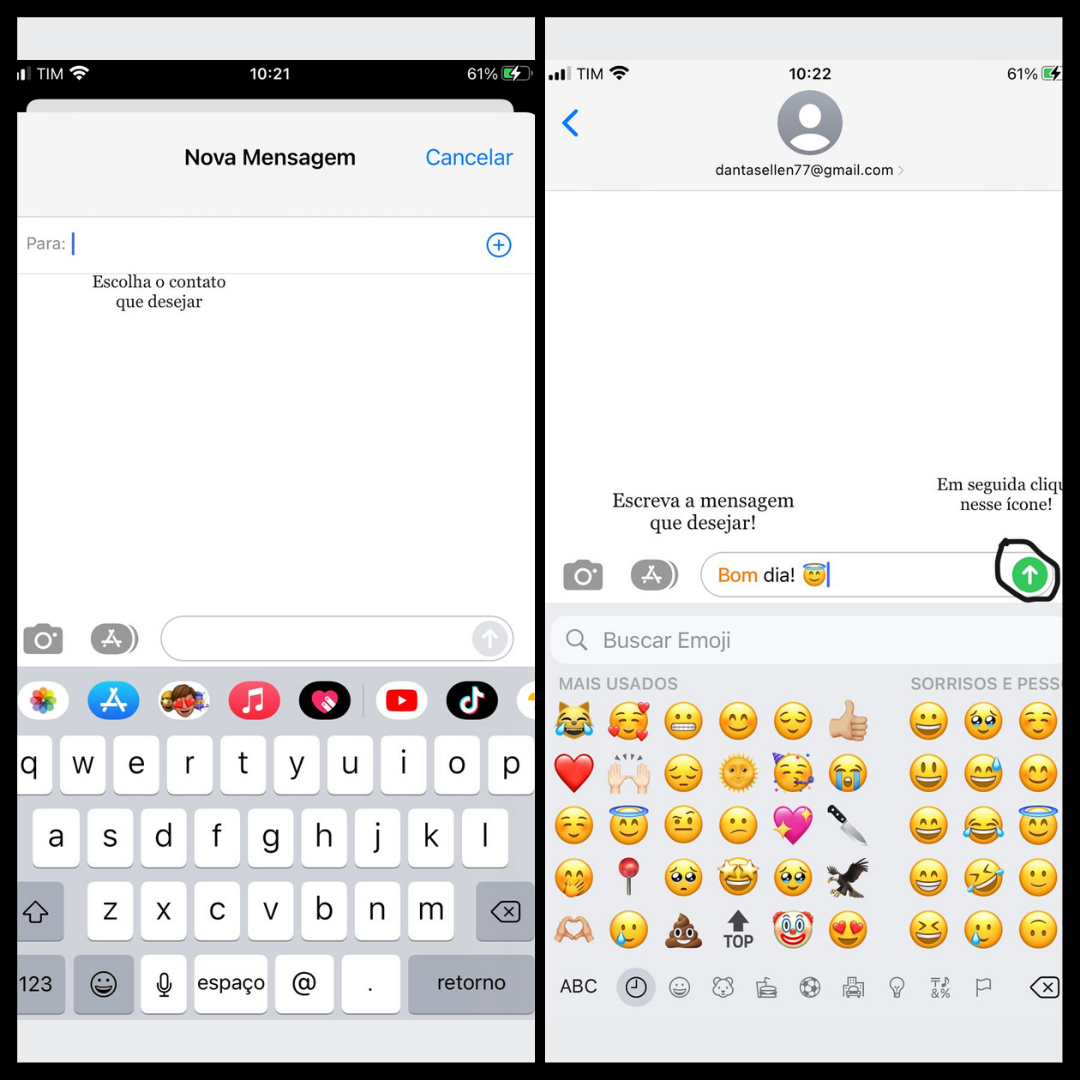 TIM
10:21
61%
Nova Mensagem
Cancelar
Para:
Escolha o contato
que desejar
q w e r t y u i o p
a s d f g h j k l
z x c v b n m
123
espaço
@
.
retorno
TIM
10:22
61%
dantasellen77@gmail.com
Escreva a mensagem
que desejar!
Em seguida cliqu
nesse ícone!
Bom dia! 😇
Buscar Emoji
MAIS USADOS
SORRISOS E PESS
TOP
ABC
&%